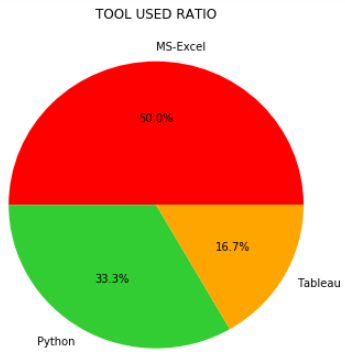 TOOL USED RATIO
MS-Excel
50.0%
16.7%
33.3%
Tableau
Python